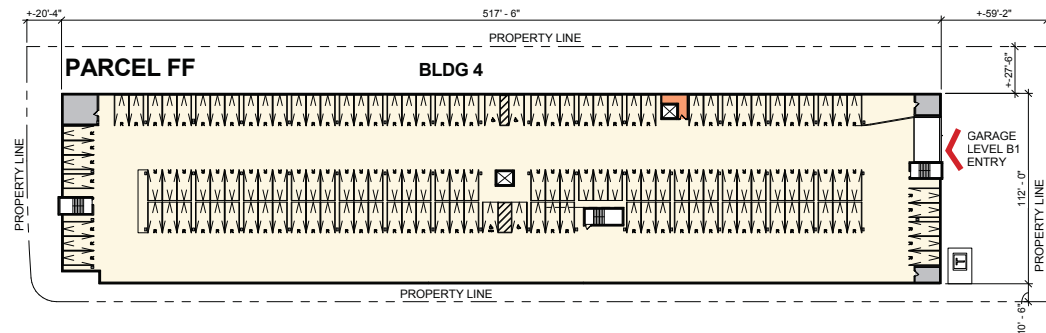 +-20'-4"
517' - 6"
+-59'-2"
PROPERTY LINE
PARCEL FF
BLDG 4
+-27'-6"
GARAGE
LEVEL B1
ENTRY
PROPERTY LINE
112' - 0"
PROPERTY LINE
T
PROPERTY LINE
10' - 6"